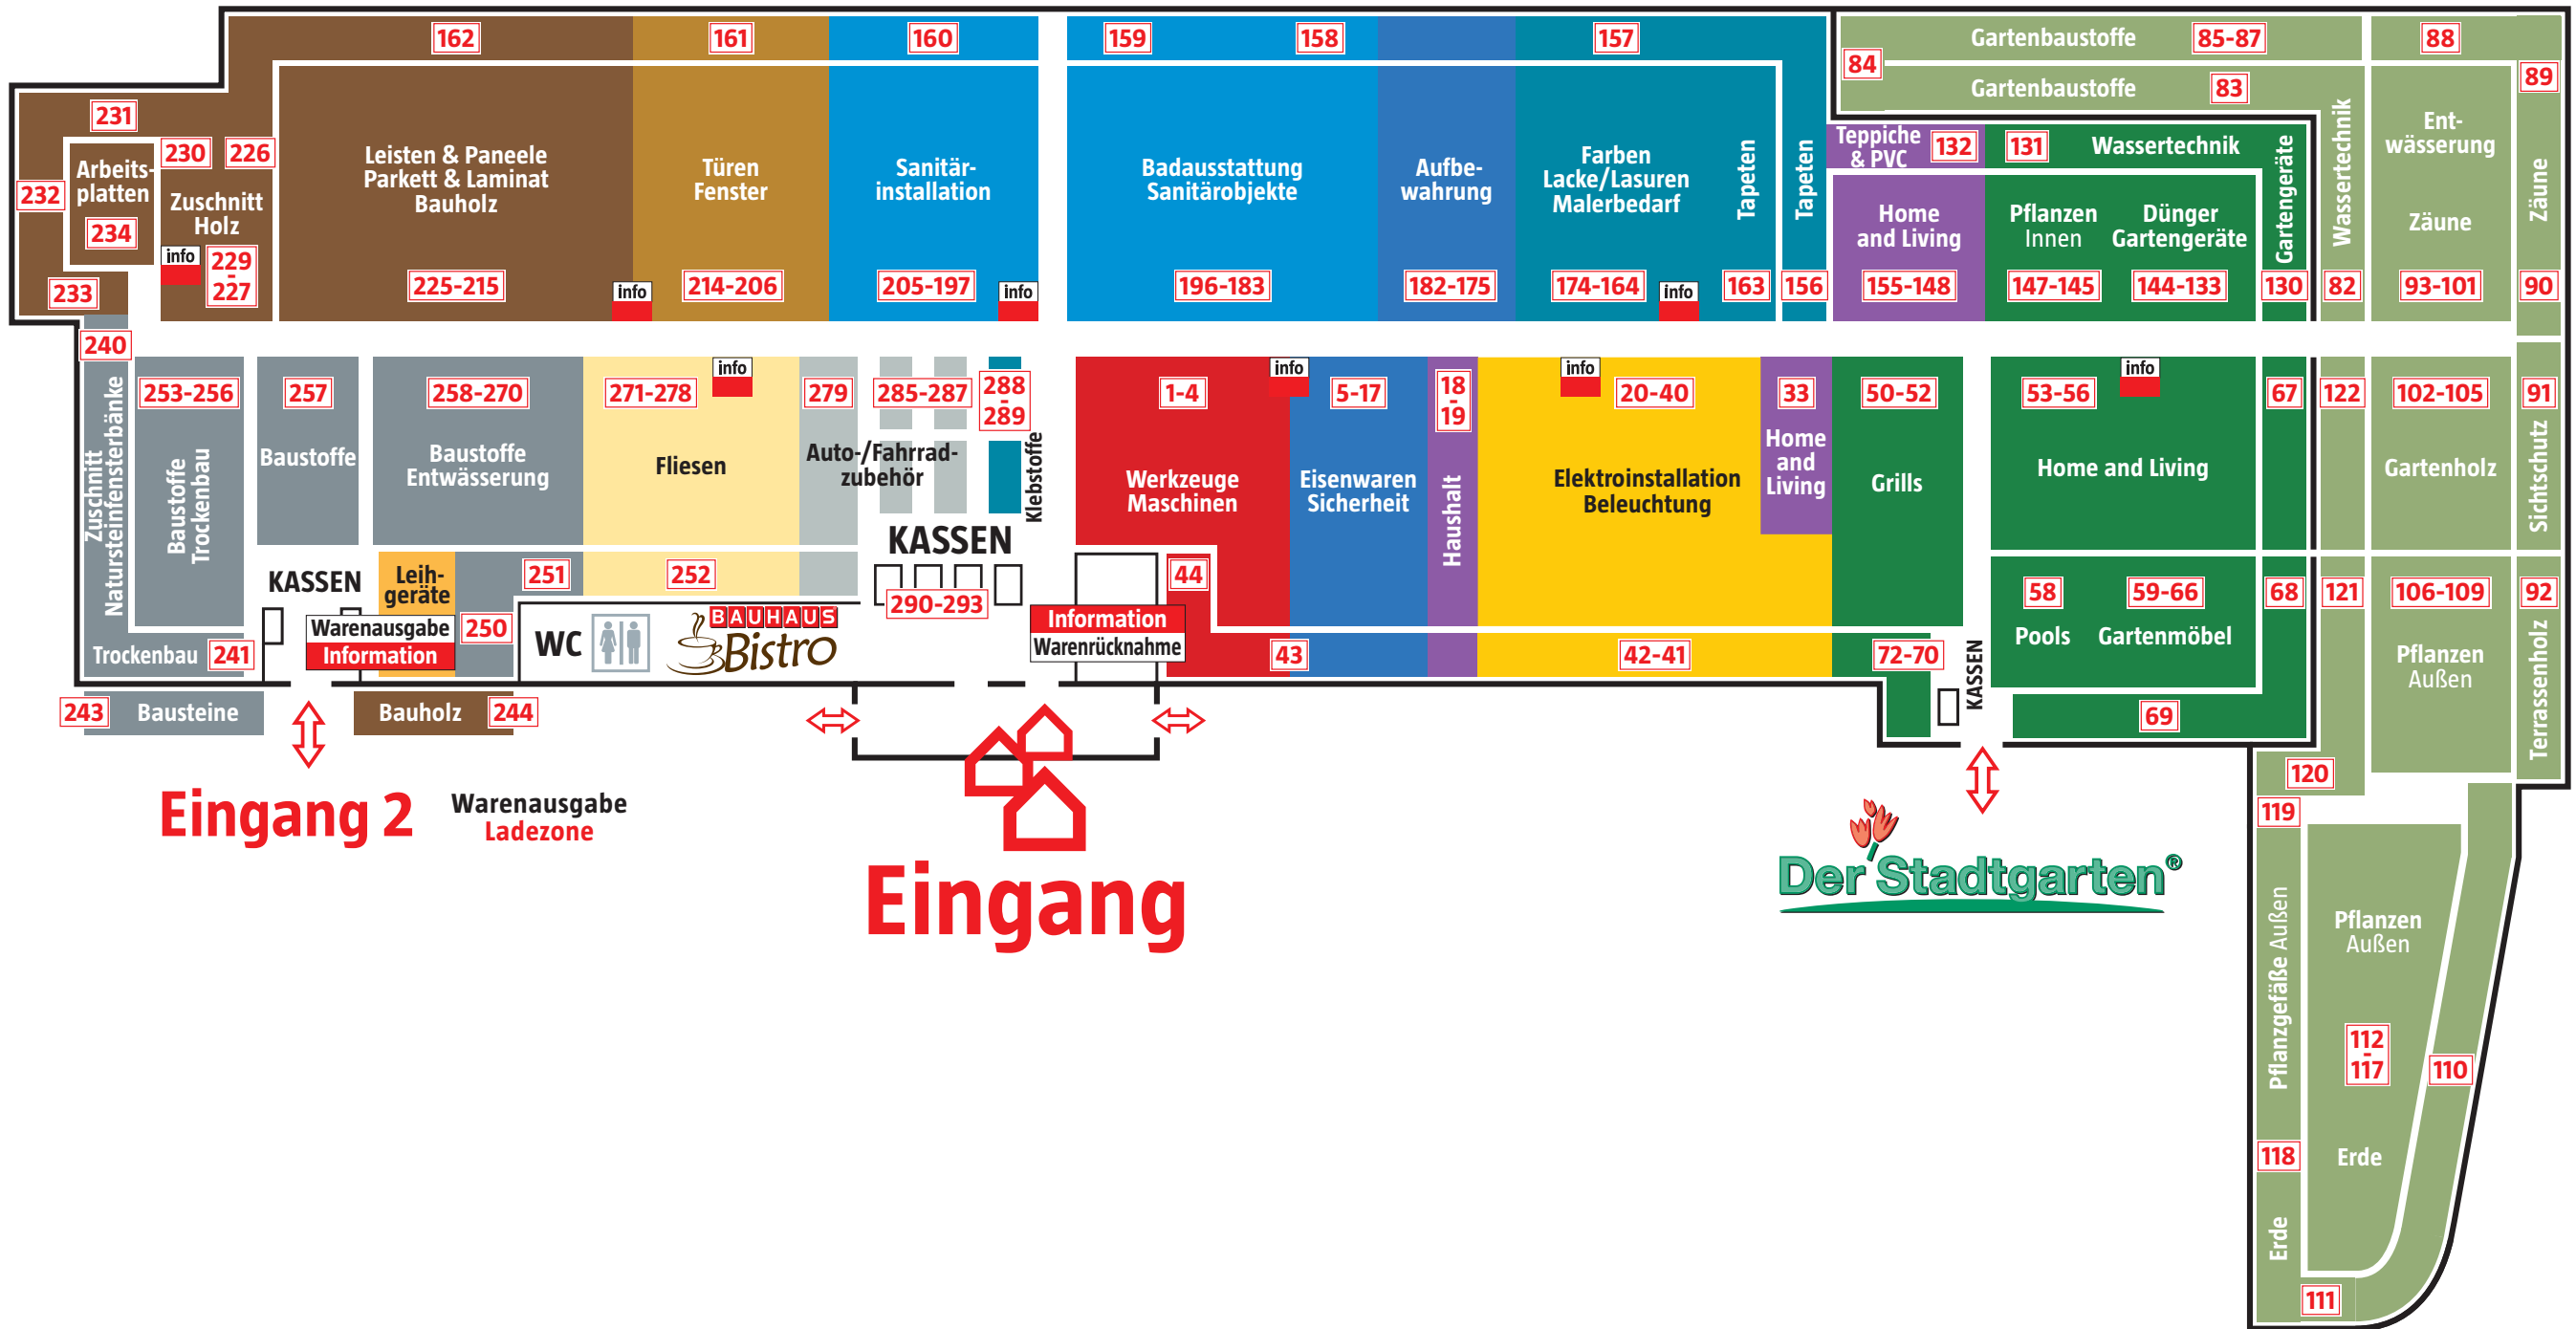 162
161
160
159
158
157
Gartenbaustoffe
85-87
88
84
Gartenbaustoffe
83
89
231
Arbeits-
platten
234
230
226
232
Zuschnitt
Holz
info
229
-
227
233
Leisten & Paneele
Parkett & Laminat
Bauholz
225-215
info
Türen
Fenster
214-206
Sanitär-
installation
205-197
info
Badausstattung
Sanitärobjekte
196-183
Aufbe-
wahrung
182-175
Farben
Lacke/Lasuren
Malerbedarf
174-164
info
Tapeten
163
Tapeten
156
Teppiche
& PVC
132
131
Wassertechnik
Home
and Living
155-148
Pflanzen
Innen
147-145
Dünger
Gartengeräte
144-133
Gartengeräte
130
Wassertechnik
82
Ent-
wässerung
Zäune
93-101
Zäune
90
240
Zuschnitt
Natursteinfensterbänke
253-256
Baustoffe
Trockenbau
257
Baustoffe
258-270
Baustoffe
Entwässerung
271-278
info
Fliesen
279
285-287
Auto-/Fahrrad-
zubehör
288
-
289
Klebstoffe
1-4
Werkzeuge
Maschinen
info
5-17
Eisenwaren
Sicherheit
18
-
19
Haushalt
info
20-40
Elektroinstallation
Beleuchtung
33
Home
and
Living
50-52
Grills
53-56
info
Home and Living
67
122
102-105
Gartenholz
91
Sichtschutz
KASSEN
Leih-
geräte
251
252
KASSEN
290-293
44
Information
Warenrücknahme
Warenausgabe
Information
250
WC
BAUHAUS
Bistro
Trockenbau
241
43
42-41
72-70
KASSEN
58
Pools
59-66
Gartenmöbel
68
69
121
106-109
Pflanzen
Außen
92
Terrassenholz
243
Bausteine
Bauholz
244
Eingang 2
Warenausgabe
Ladezone
Eingang
Der Stadtgarten®
120
119
Pflanzgefäße Außen
Pflanzen
Außen
112
-
117
110
118
Erde
Erde
111